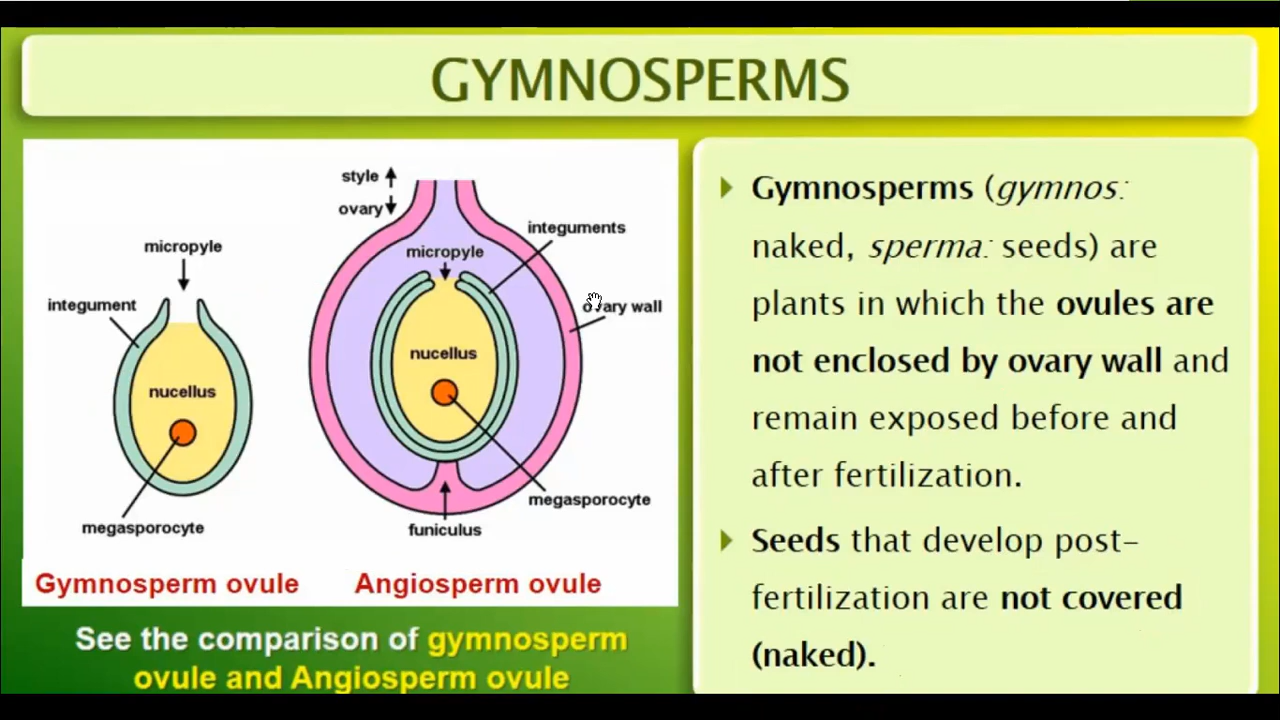 GYMNOSPERMS
style
ovary
integuments
micropyle
micropyle
integument
ovary wall
nucellus
nucellus
megasporocyte
megasporocyte
funiculus
Gymnosperm ovule
Angiosperm ovule
See the comparison of gymnosperm
ovule and Angiosperm ovule
Gymnosperms (gymnos:
naked, sperma: seeds) are
plants in which the ovules are
not enclosed by ovary wall and
remain exposed before and
after fertilization.
Seeds that develop post-
fertilization are not covered
(naked).